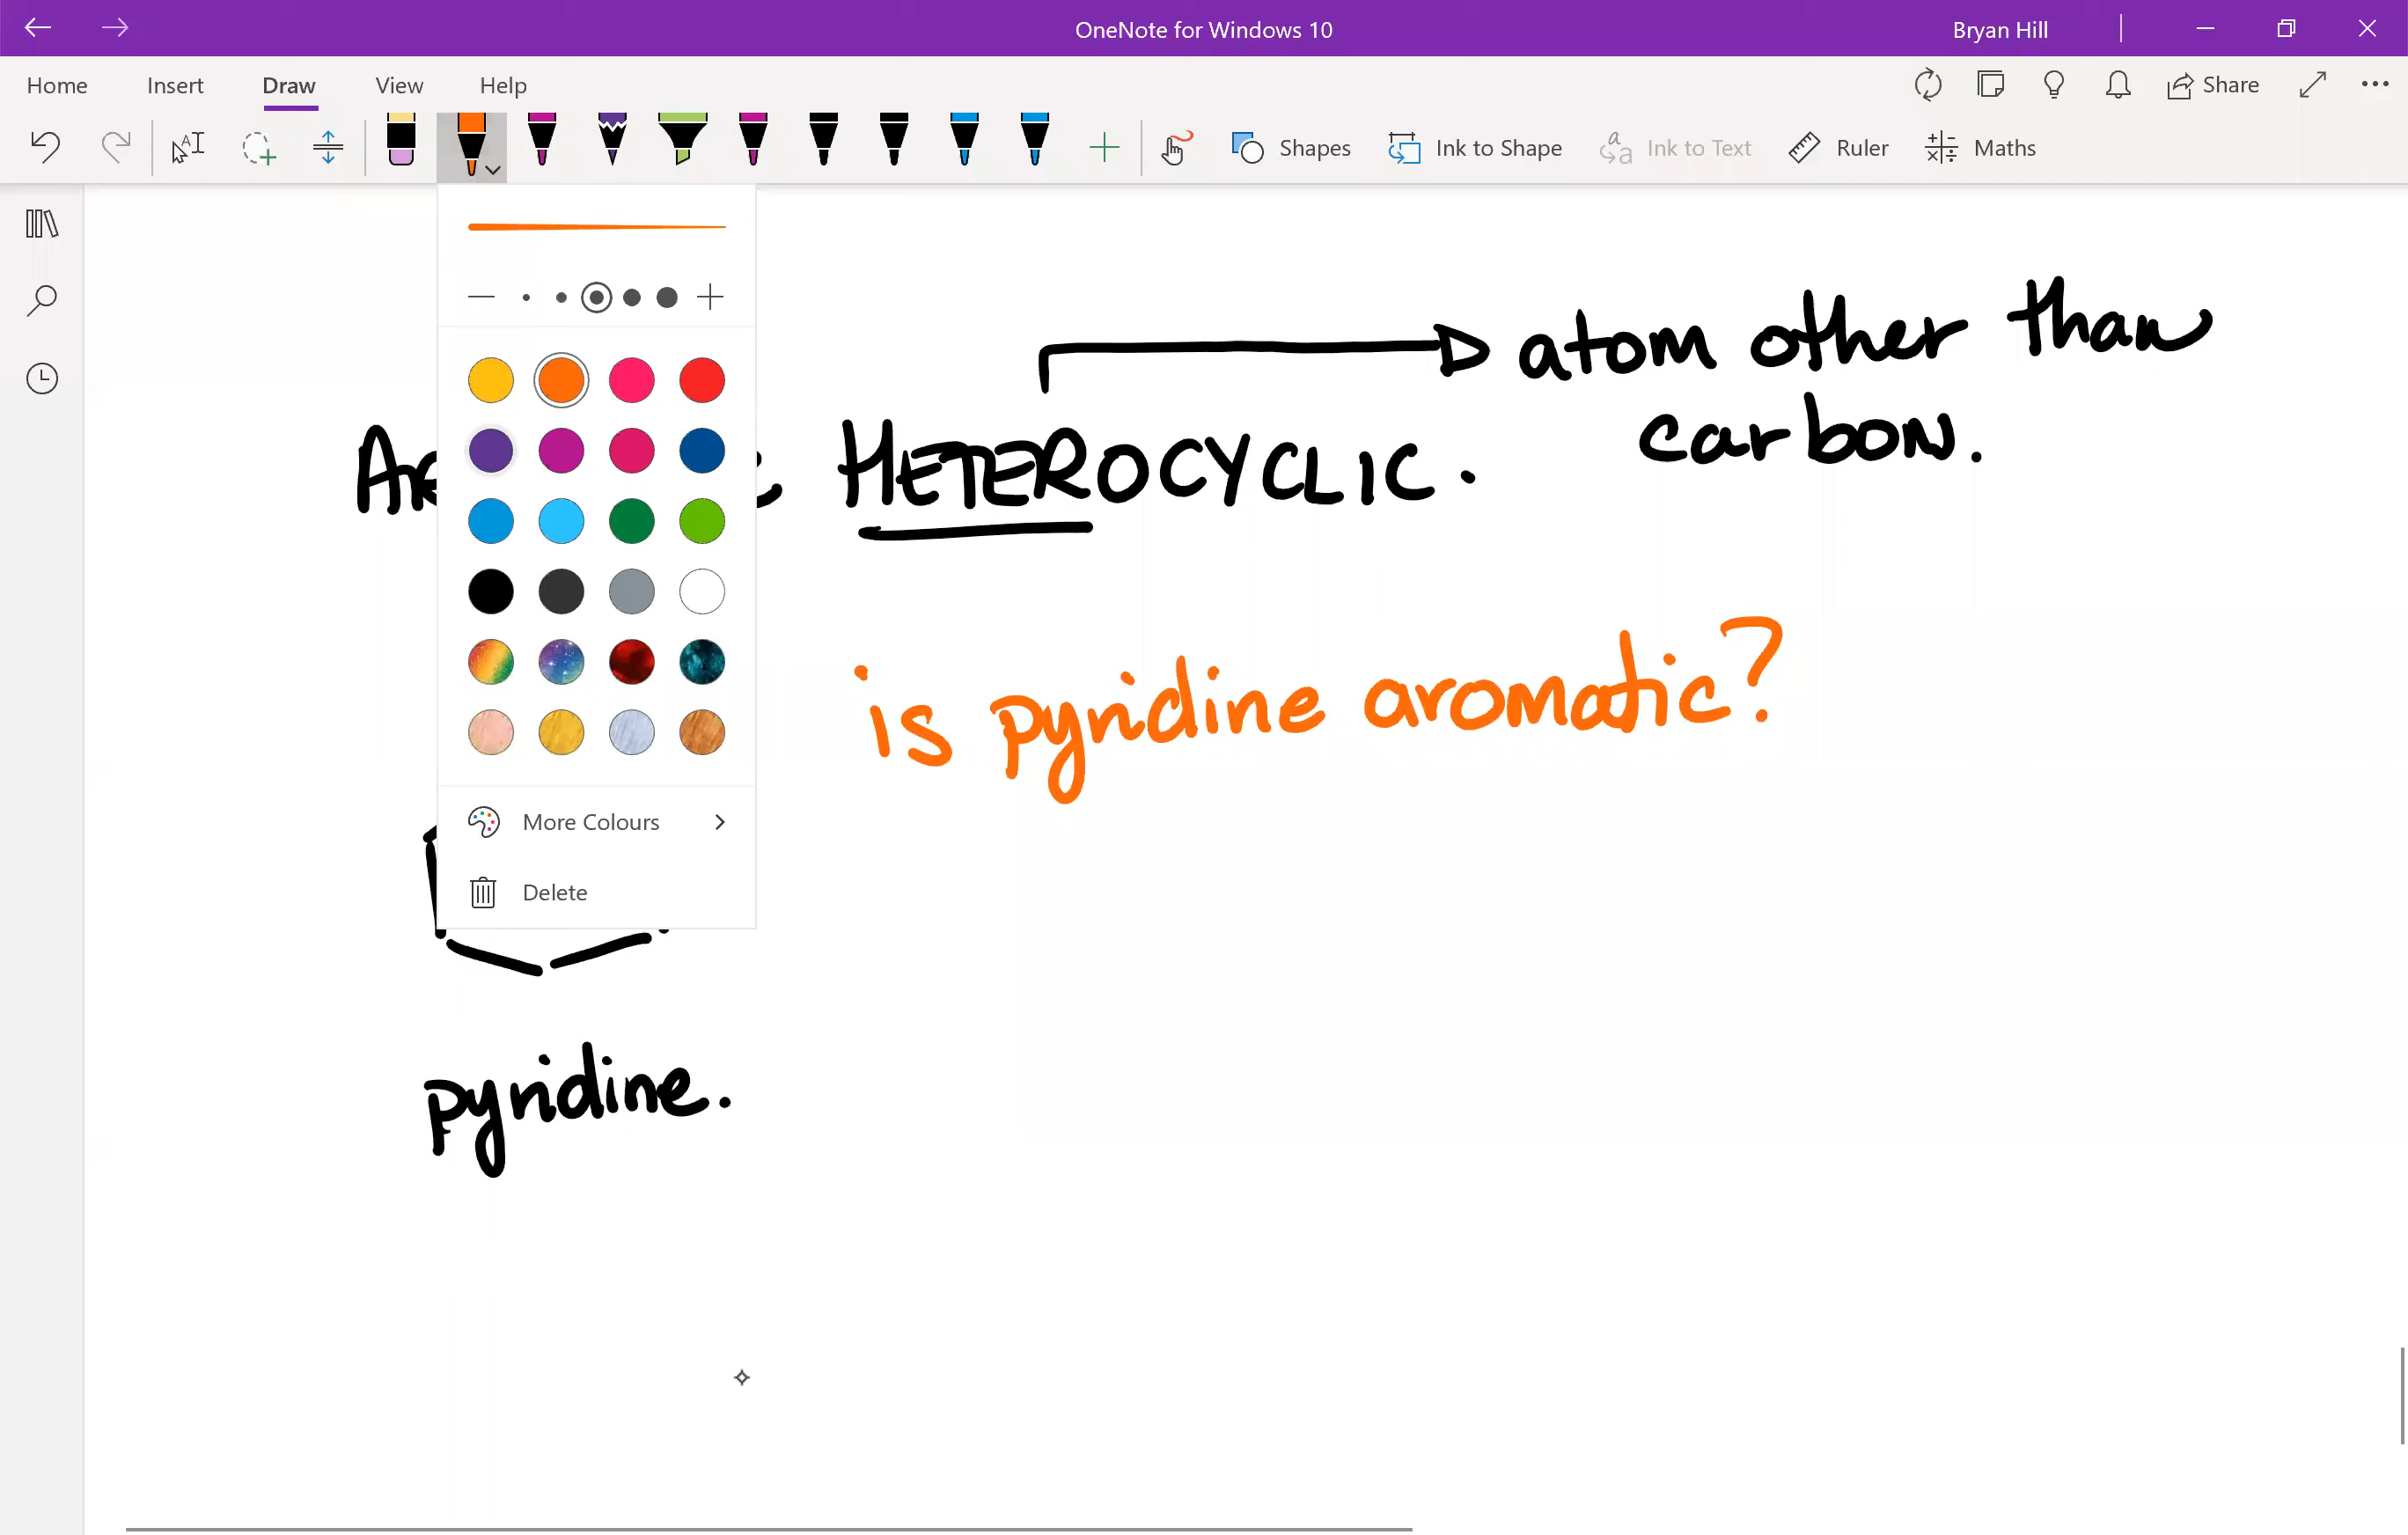 OneNote for Windows 10
Bryan Hill
Home Insert Draw View Help
Share
Shapes Ink to Shape Ink to Text Ruler Maths
atom other than
carbon.
HETEROCYCLIC.
is pyridine aromatic?
More Colours
Delete
pyridine.